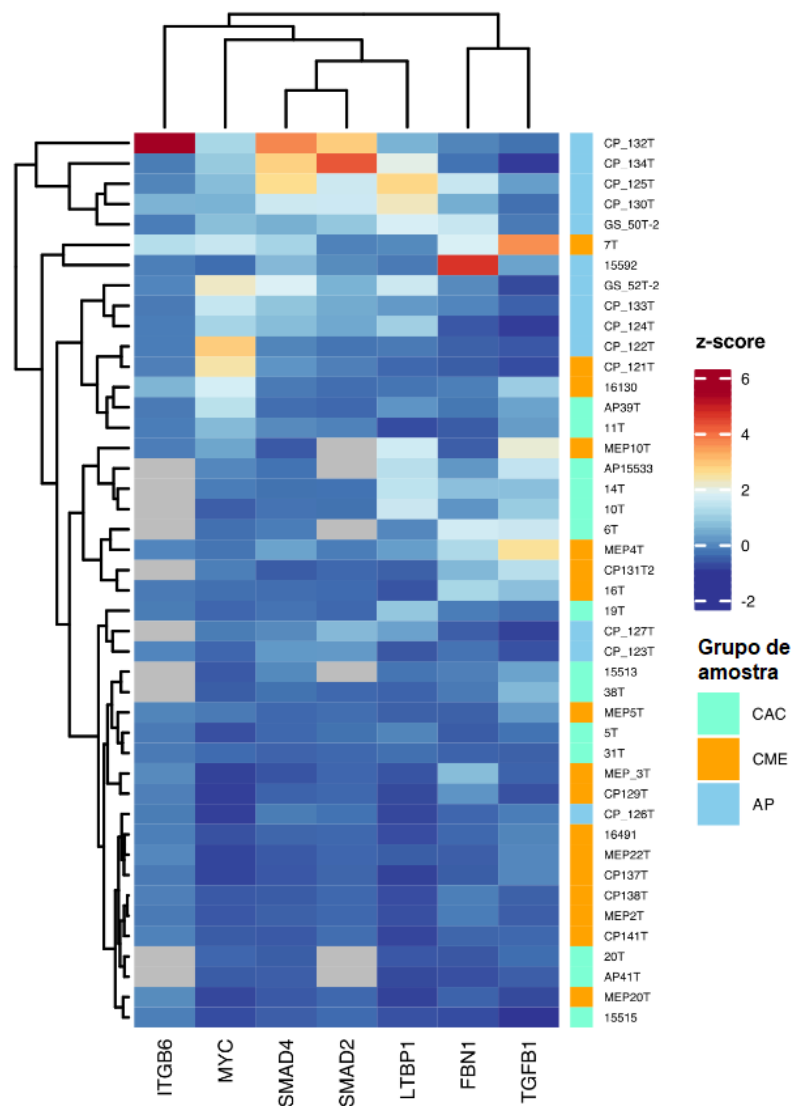 CP_132T
CP_134T
CP_125T
CP_130T
GS_50T-2
7T
15592
GS_52T-2
CP_133T
CP_124T
CP_122T
CP_121T
16130
AP39T
11T
MEP10T
AP15533
14T
10T
6T
MEP4T
CP131T2
16T
19T
CP_127T
CP_123T
15513
38T
MEP5T
5T
31T
MEP_3T
CP129T
CP_126T
16491
MEP22T
CP137T
CP138T
MEP2T
CP141T
20T
AP41T
MEP20T
15515
ITGB6
MYC
SMAD4
SMAD2
LTBP1
FBN1
TGFB1
z-score
6
4
2
0
-2
Grupo de
amostra
CAC
CME
AP